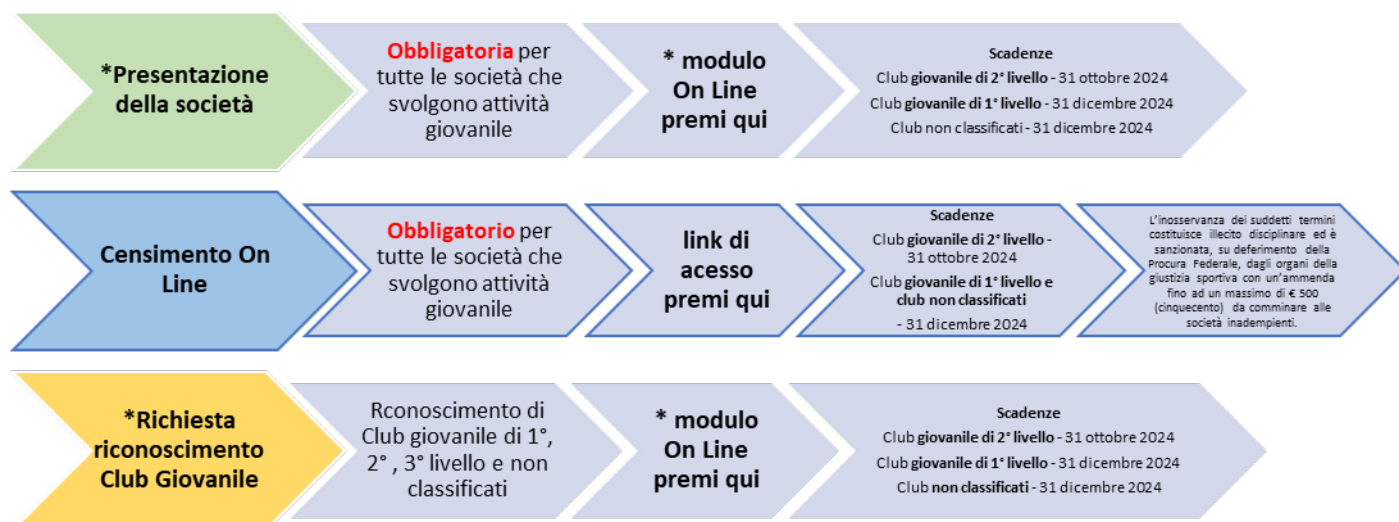 *Presentazione
della società
Obbligatoria per
tutte le società che
svolgono attività
giovanile
* modulo
On Line
premi qui
Scadenze
Club giovanile di 2° livello - 31 ottobre 2024
Club giovanile di 1° livello - 31 dicembre 2024
Club non classificati - 31 dicembre 2024
Censimento On
Line
Obbligatorio per
tutte le società che
svolgono attività
giovanile
link di
acesso
premi qui
Scadenze
Club giovanile di 2° livello -
31 ottobre 2024
Club giovanile di 1° livello e
club non classificati
- 31 dicembre 2024
L'inosservanza dei suddetti termini
costituisce illecito disciplinare ed è
sanzionata, su deferimento della
Procura Federale, dagli organi della
giustizia sportiva con un'ammenda
fino ad un massimo di € 500
(cinquecento) da comminare alle
società inadempienti.
*Richiesta
riconoscimento
Club Giovanile
Rconoscimento di
Club giovanile di 1°,
2° , 3° livello e non
classificati
* modulo
On Line
premi qui
Scadenze
Club giovanile di 2° livello - 31 ottobre 2024
Club giovanile di 1° livello - 31 dicembre 2024
Club non classificati - 31 dicembre 2024